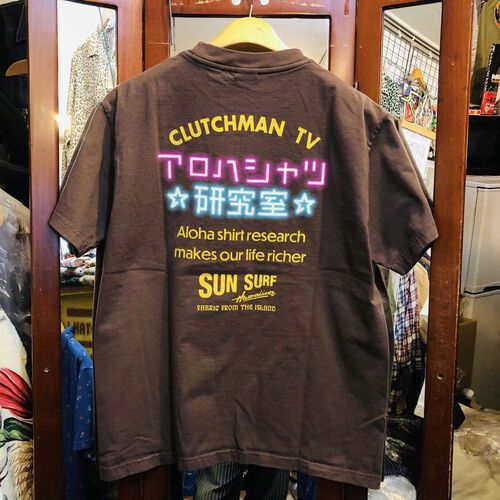 CLUTCHMAN TV
アロハシャツ
☆研究室☆
Aloha shirt research
makes our life richer
SUN SURF
Hawaiian
FABRIC FROM THE ISLAND